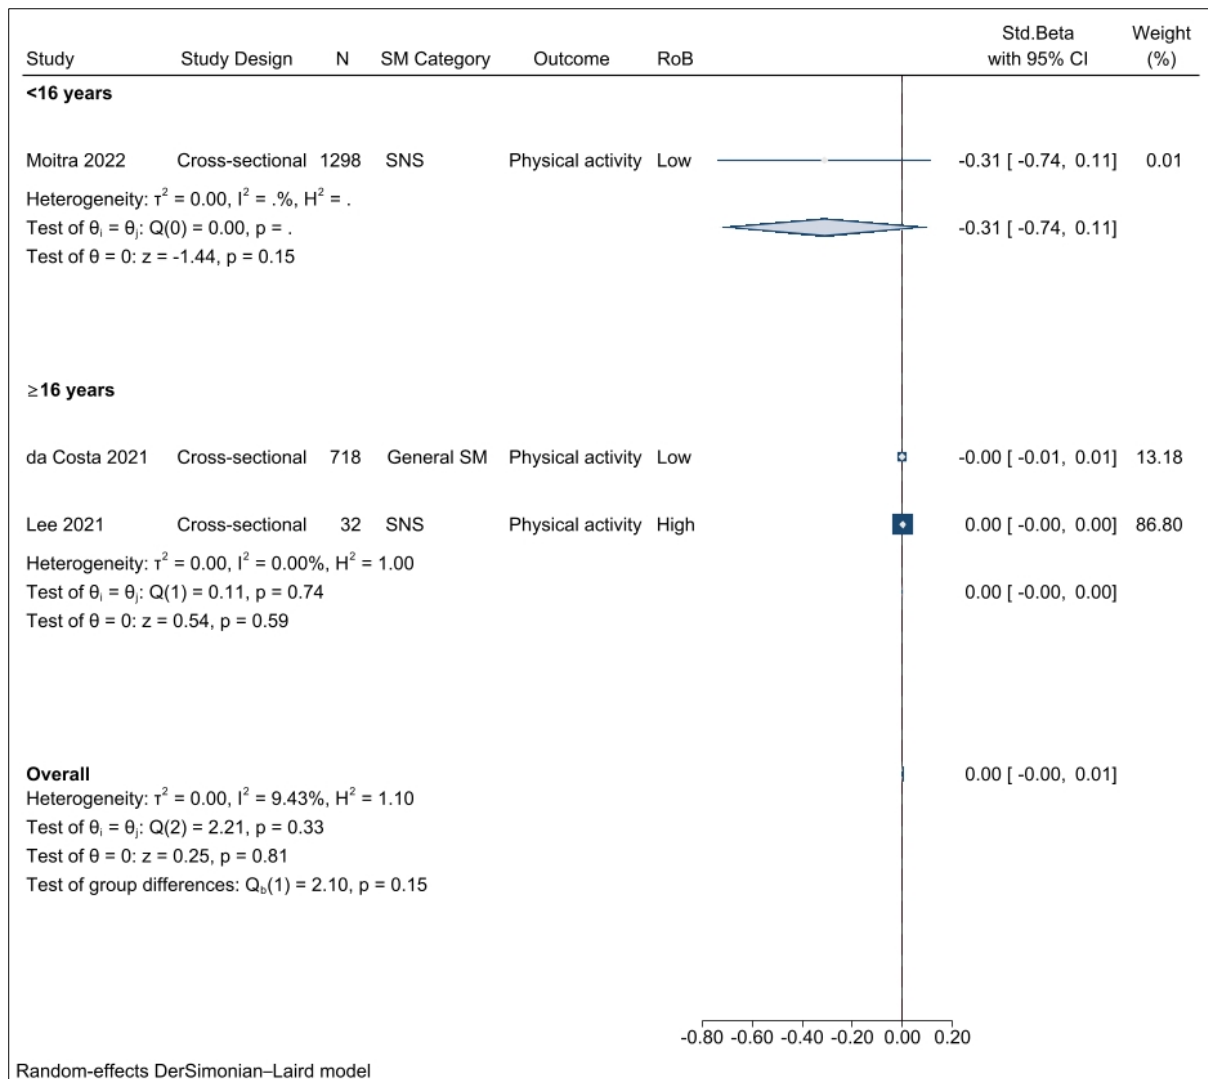 Std.Beta Weight
Study Study Design N SM Category Outcome RoB with 95% CI (%)
<16 years
Moitra 2022 Cross-sectional 1298 SNS Physical activity Low -0.31 [ -0.74, 0.11] 0.01
Heterogeneity: τ² = 0.00, I² = .%, H² = .
Test of θᵢ = θⱼ: Q(0) = 0.00, p = . -0.31 [ -0.74, 0.11]
Test of θ = 0: z = -1.44, p = 0.15
≥16 years
da Costa 2021 Cross-sectional 718 General SM Physical activity Low -0.00 [ -0.01, 0.01] 13.18
Lee 2021 Cross-sectional 32 SNS Physical activity High 0.00 [ -0.00, 0.00] 86.80
Heterogeneity: τ² = 0.00, I² = 0.00%, H² = 1.00
Test of θᵢ = θⱼ: Q(1) = 0.11, p = 0.74 0.00 [ -0.00, 0.00]
Test of θ = 0: z = 0.54, p = 0.59
Overall 0.00 [ -0.00, 0.01]
Heterogeneity: τ² = 0.00, I² = 9.43%, H² = 1.10
Test of θᵢ = θⱼ: Q(2) = 2.21, p = 0.33
Test of θ = 0: z = 0.25, p = 0.81
Test of group differences: Q_b(1) = 2.10, p = 0.15
-0.80 -0.60 -0.40 -0.20 0.00 0.20
Random-effects DerSimonian–Laird model